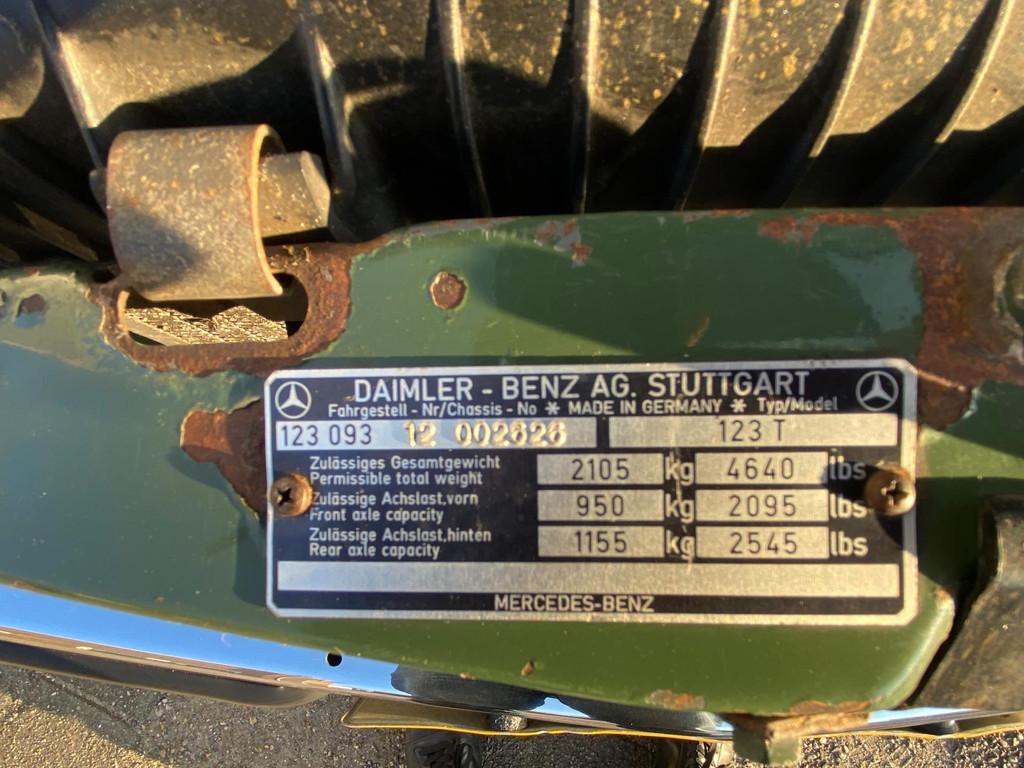 DAIMLER - BENZ AG. STUTTGART
Fahrgestell - Nr/Chassis - No * MADE IN GERMANY * Typ/Model
123 093 12 002626 123 T
Zulässiges Gesamtgewicht
Permissible total weight
2105 kg 4640 lbs
Zulässige Achslast,vorn
Front axle capacity
950 kg 2095 lbs
Zulässige Achslast,hinten
Rear axle capacity
1155 kg 2545 lbs
MERCEDES-BENZ